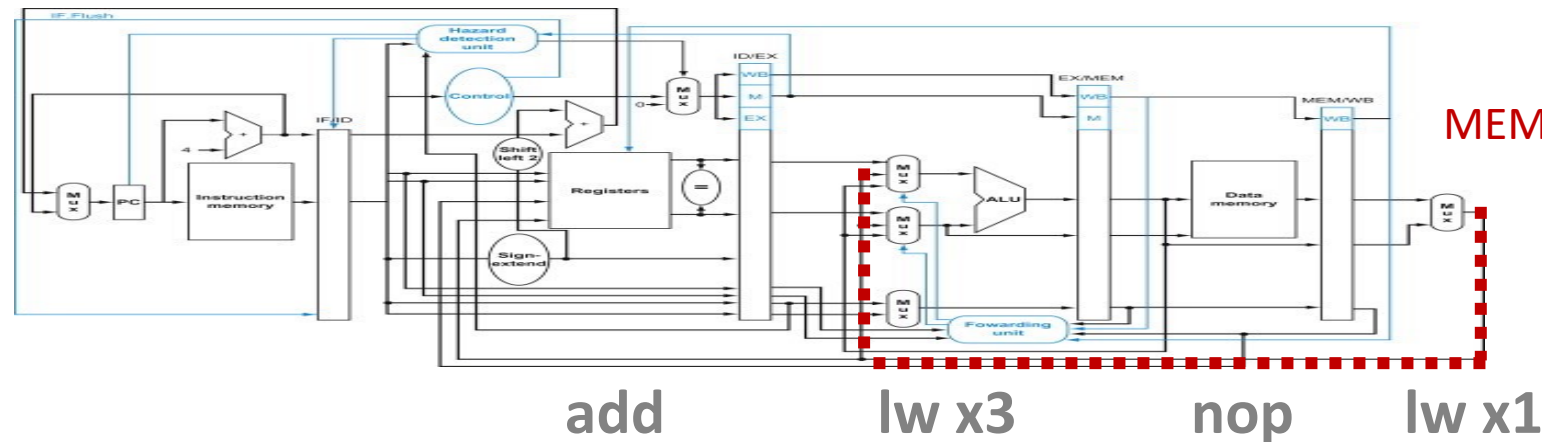 IF.Flush
Hazard
detection
unit
ID/EX
WB
EX/MEM
Control
Mux
M
WB
MEM/WB
0
EX
M
WB
MEM
IF/ID
+
+
4
Shift
left 2
Mux
Registers
=
ALU
Data
memory
Mux
PC
Instruction
memory
Mux
Mux
Sign-
extend
Mux
Fowarding
unit
add lw x3 nop lw x1